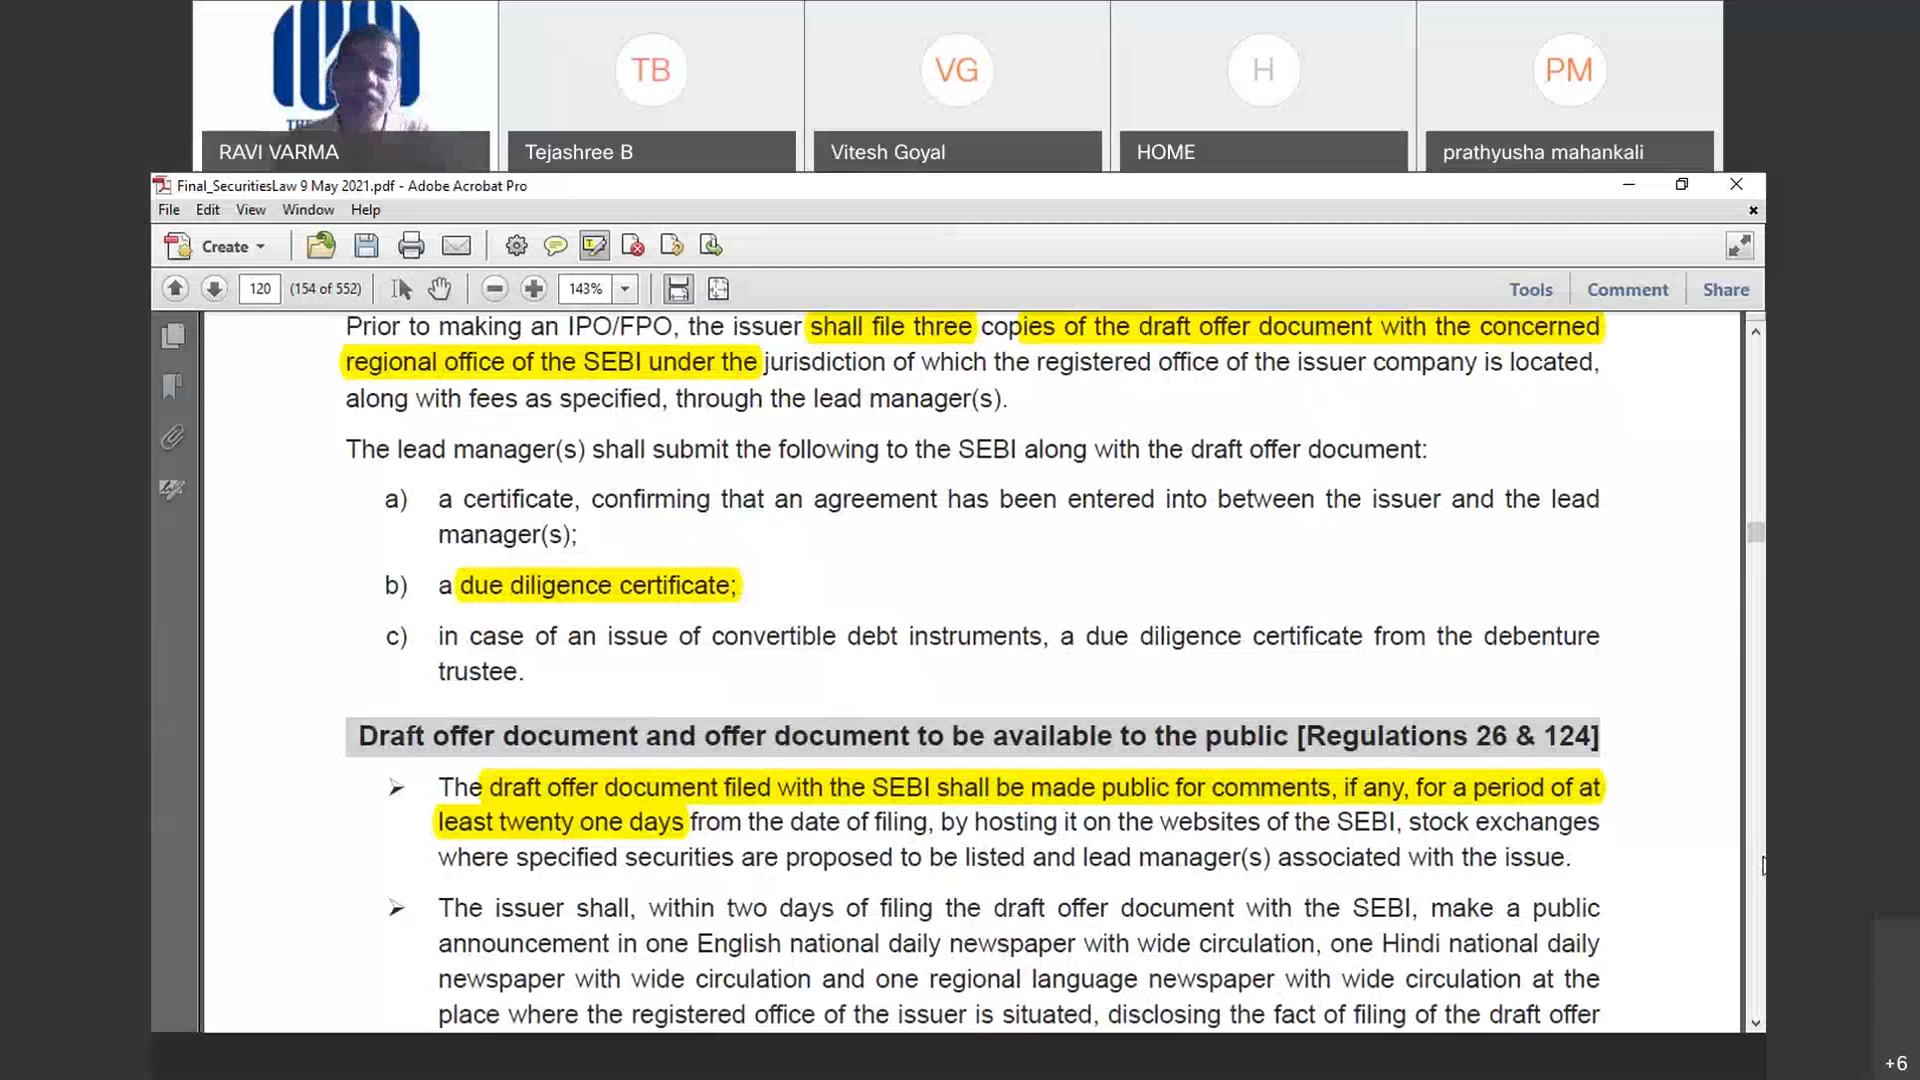 TB
VG
H
PM
RAVI VARMA
Tejashree B
Vitesh Goyal
HOME
prathyusha mahankali
Final_SecuritiesLaw 9 May 2021.pdf - Adobe Acrobat Pro
File Edit View Window Help
Create
120 (154 of 552) 143% Tools Comment Share
Prior to making an IPO/FPO, the issuer shall file three copies of the draft offer document with the concerned
regional office of the SEBI under the jurisdiction of which the registered office of the issuer company is located,
along with fees as specified, through the lead manager(s).
The lead manager(s) shall submit the following to the SEBI along with the draft offer document:
a) a certificate, confirming that an agreement has been entered into between the issuer and the lead
manager(s);
b) a due diligence certificate;
c) in case of an issue of convertible debt instruments, a due diligence certificate from the debenture
trustee.
Draft offer document and offer document to be available to the public [Regulations 26 & 124]
➢ The draft offer document filed with the SEBI shall be made public for comments, if any, for a period of at
least twenty one days from the date of filing, by hosting it on the websites of the SEBI, stock exchanges
where specified securities are proposed to be listed and lead manager(s) associated with the issue.
➢ The issuer shall, within two days of filing the draft offer document with the SEBI, make a public
announcement in one English national daily newspaper with wide circulation, one Hindi national daily
newspaper with wide circulation and one regional language newspaper with wide circulation at the
place where the registered office of the issuer is situated, disclosing the fact of filing of the draft offer
+6